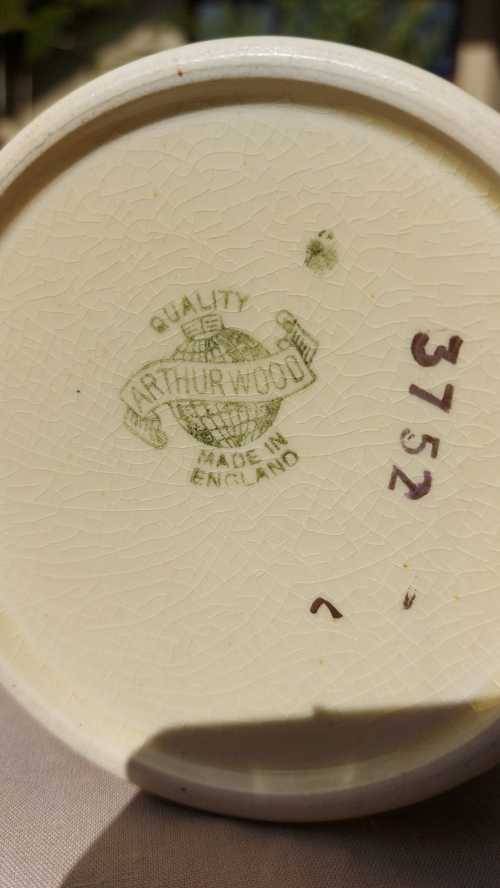 QUALITY
ARTHUR WOOD
MADE IN
ENGLAND
3752